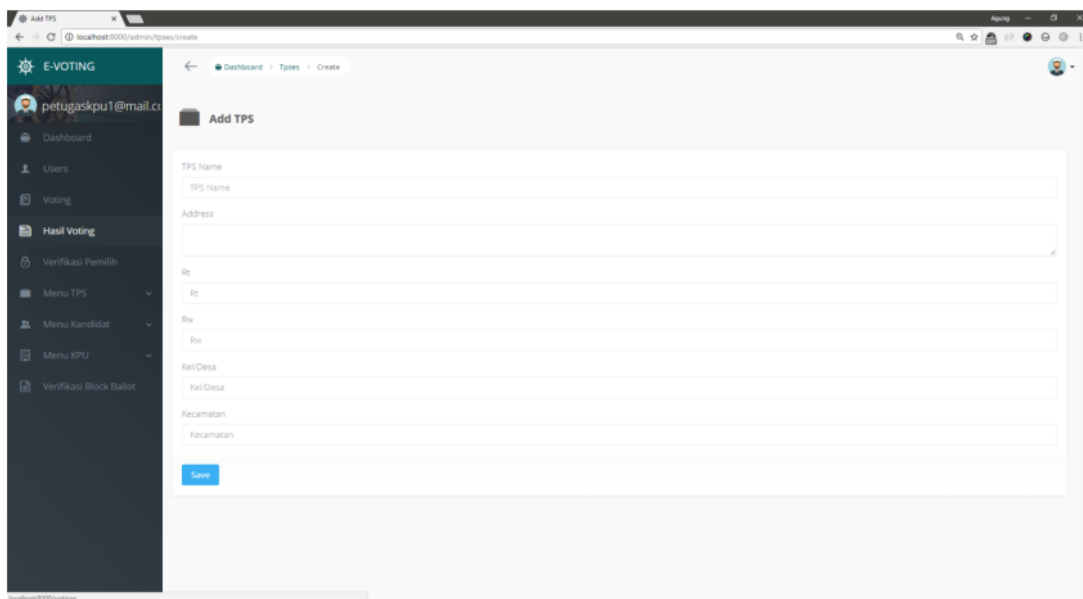 Add TPS
Agung
localhost:8000/admin/tpses/create
E-VOTING
Dashboard > Tpses > Create
petugaskpu1@mail.co
Add TPS
Dashboard
Users
Voting
Hasil Voting
Verifikasi Pemilih
Menu TPS
Menu Kandidat
Menu KPU
Verifikasi Block Ballot
TPS Name
TPS Name
Address
Rt
Rt
Rw
Rw
Kel/Desa
Kel/Desa
Kecamatan
Kecamatan
Save